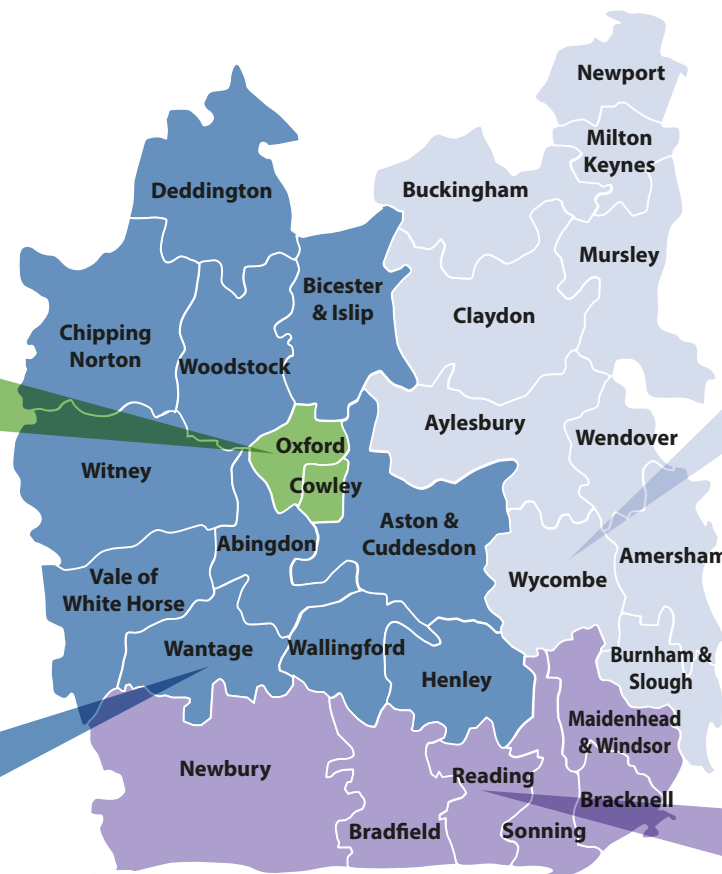 Newport
Milton
Keynes
Deddington
Buckingham
Mursley
Bicester
& Islip
Claydon
Chipping
Norton
Woodstock
Aylesbury
Wendover
Oxford
Witney
Cowley
Aston &
Cuddesdon
Abingdon
Amersham
Vale of
White Horse
Wycombe
Wantage
Wallingford
Burnham &
Slough
Henley
Maidenhead
& Windsor
Newbury
Reading
Bracknell
Bradfield
Sonning